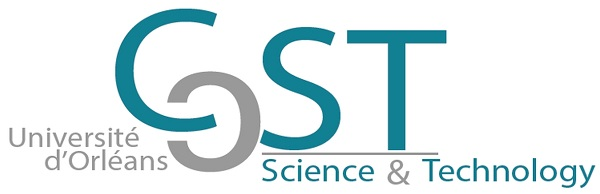 CoST
Université
d'Orléans
Science & Technology